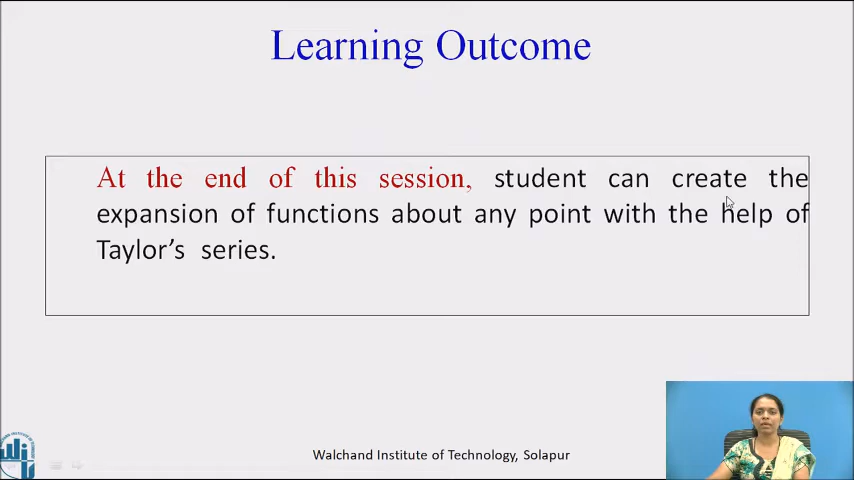 Learning Outcome
At the end of this session, student can create the
expansion of functions about any point with the help of
Taylor's series.
Walchand Institute of Technology, Solapur